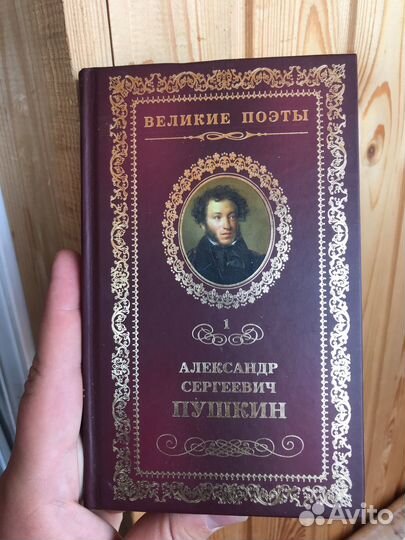 ВЕЛИКИЕ ПОЭТЫ
1
АЛЕКСАНДР
СЕРГЕЕВИЧ
ПУШКИН
Avito